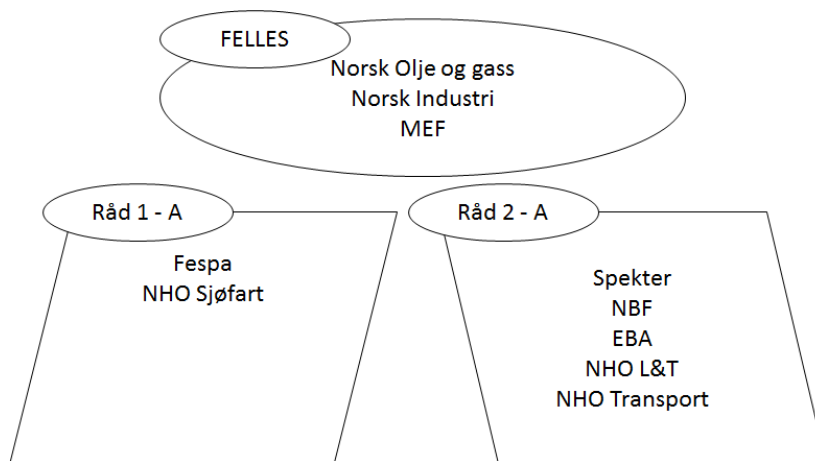 FELLES
Norsk Olje og gass
Norsk Industri
MEF
Råd 1 - A
Fespa
NHO Sjøfart
Råd 2 - A
Spekter
NBF
EBA
NHO L&T
NHO Transport